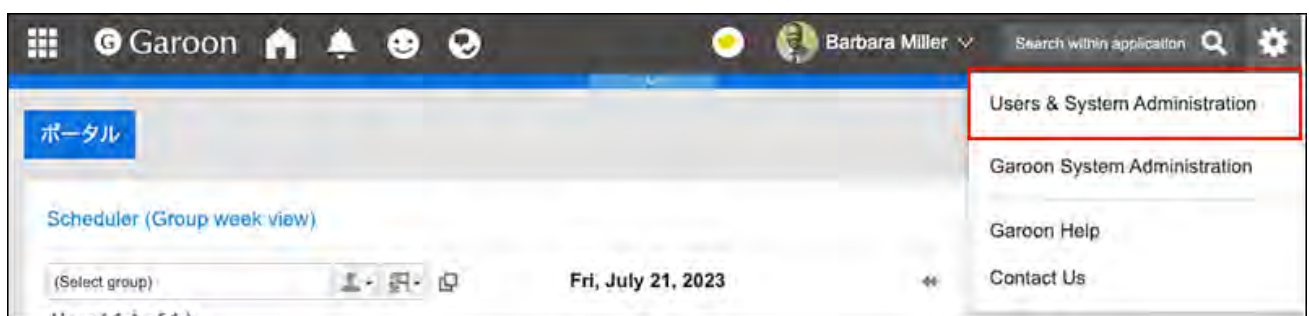 Garoon Barbara Miller Search within application
Users & System Administration
ポータル
Garoon System Administration
Scheduler (Group week view)
Garoon Help
(Select group) Fri, July 21, 2023
Contact Us